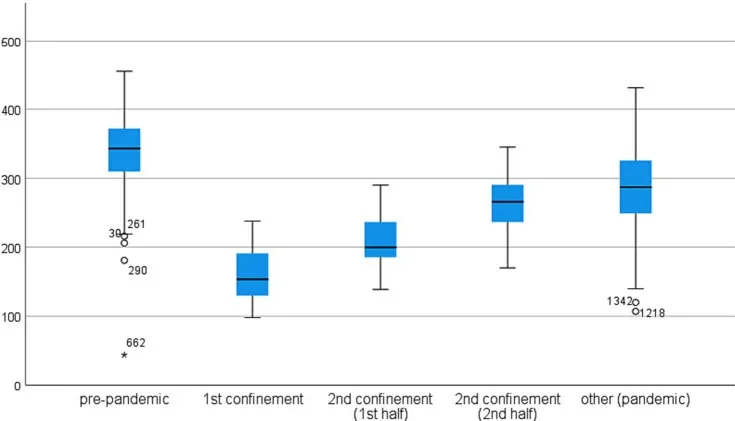 500
400
300
200
100
0
261
39
290
662
1342
1218
pre-pandemic
1st confinement
2nd confinement
(1st half)
2nd confinement
(2nd half)
other (pandemic)